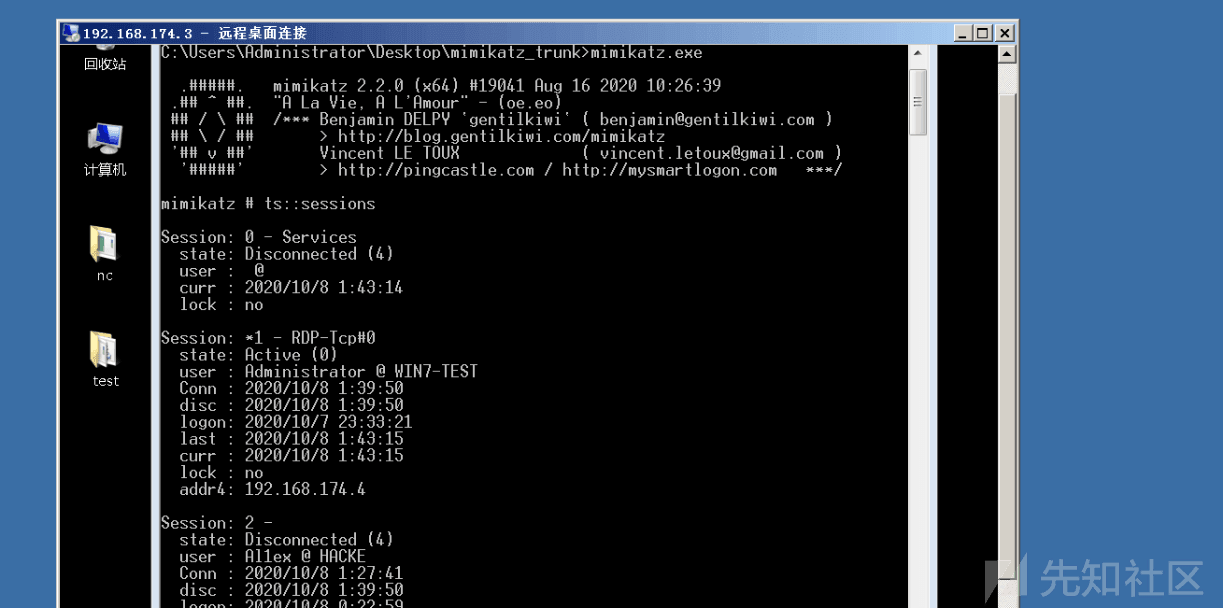 192.168.174.3 - 远程桌面连接
回收站
计算机
nc
test
C:\Users\Administrator\Desktop\mimikatz_trunk>mimikatz.exe
.#####.   mimikatz 2.2.0 (x64) #19041 Aug 16 2020 10:26:39
.## ^ ##.  "A La Vie, A L'Amour" - (oe.eo)
## / \ ##  /*** Benjamin DELPY `gentilkiwi` ( benjamin@gentilkiwi.com )
## \ / ##       > http://blog.gentilkiwi.com/mimikatz
'## v ##'       Vincent LE TOUX             ( vincent.letoux@gmail.com )
'#####'        > http://pingcastle.com / http://mysmartlogon.com   ***/
mimikatz # ts::sessions
Session: 0 - Services
state: Disconnected (4)
user :  @
curr : 2020/10/8 1:43:14
lock : no
Session: *1 - RDP-Tcp#0
state: Active (0)
user : Administrator @ WIN7-TEST
Conn : 2020/10/8 1:39:50
disc : 2020/10/8 1:39:50
logon: 2020/10/7 23:33:21
last : 2020/10/8 1:43:15
curr : 2020/10/8 1:43:15
lock : no
addr4: 192.168.174.4
Session: 2 -
state: Disconnected (4)
user : Allex @ HACKE
Conn : 2020/10/8 1:27:41
disc : 2020/10/8 1:39:50
logon: 2020/10/8 0:22:59
先知社区